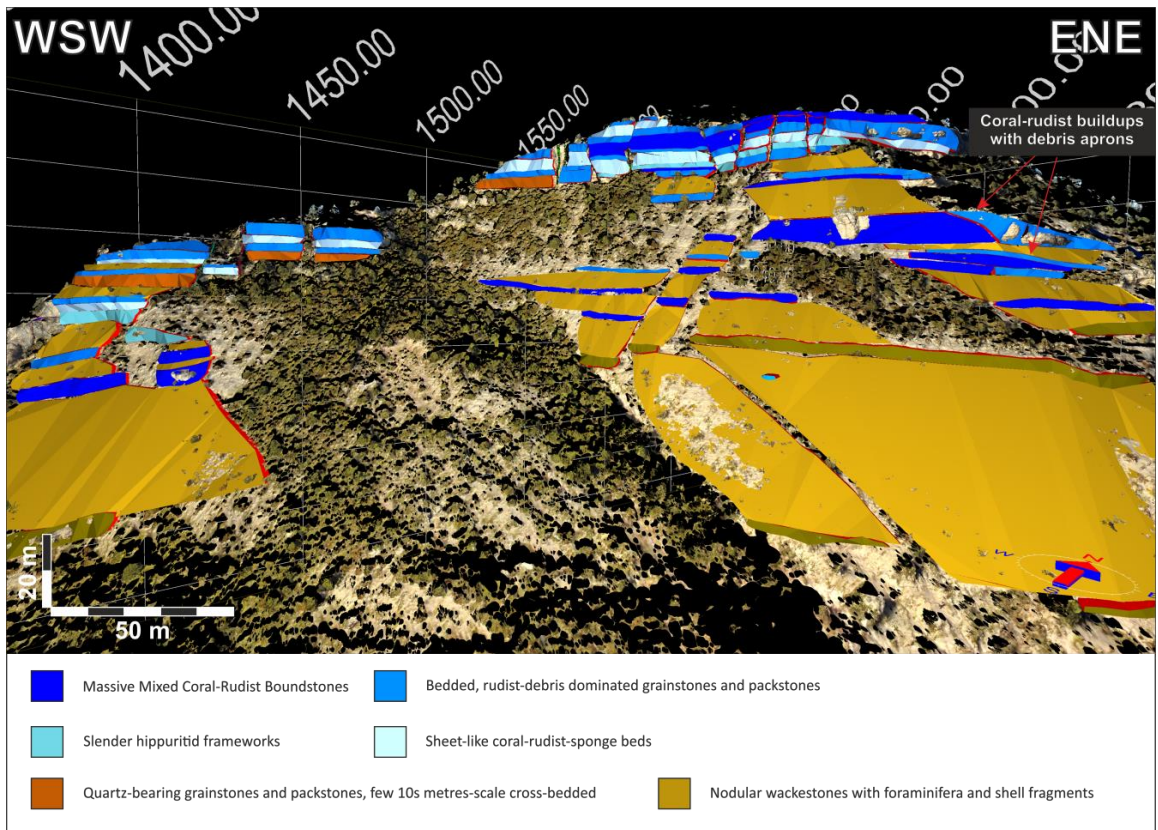 WSW
ENE
1400.00
1450.00
1500.00
1550.00
Coral-rudist buildups
with debris aprons
20 m
50 m
Massive Mixed Coral-Rudist Boundstones
Bedded, rudist-debris dominated grainstones and packstones
Slender hippuritid frameworks
Sheet-like coral-rudist-sponge beds
Quartz-bearing grainstones and packstones, few 10s metres-scale cross-bedded
Nodular wackestones with foraminifera and shell fragments